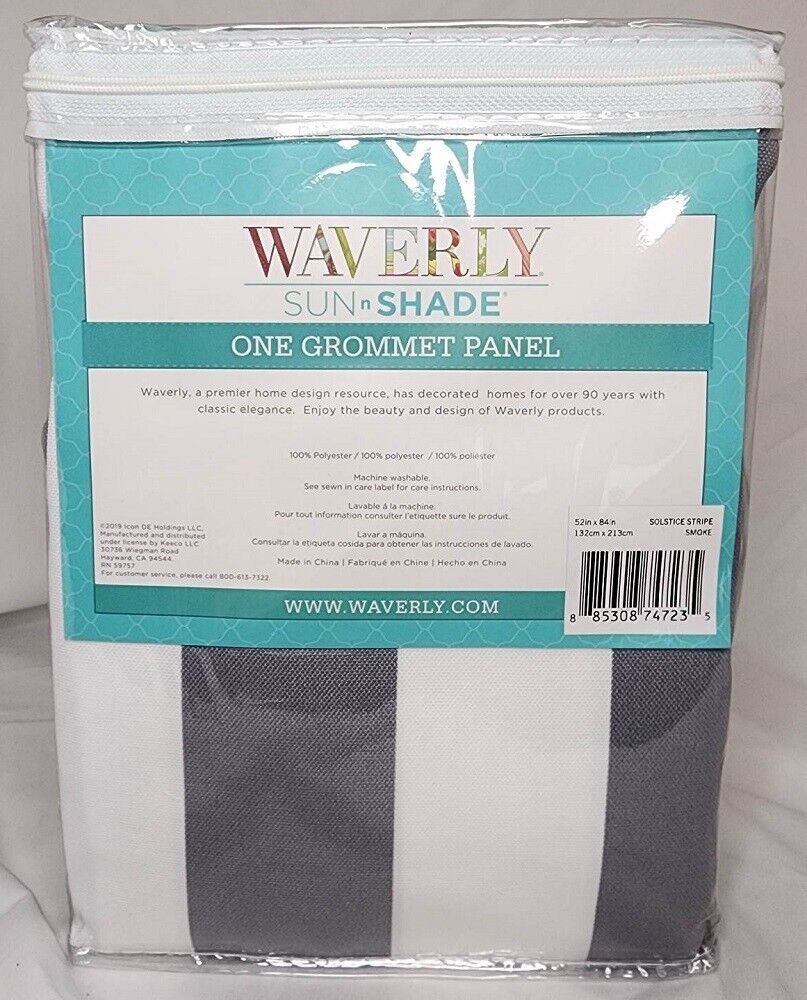 WAVERLY®
SUN n SHADE®
ONE GROMMET PANEL
Waverly, a premier home design resource, has decorated homes for over 90 years with
classic elegance. Enjoy the beauty and design of Waverly products.
100% Polyester / 100% polyester / 100% poliéster
Machine washable.
See sewn in care label for care instructions.
Lavable á la machine.
Pour tout information consulter l'etiquette sure le produit.
Lavar a máquina.
Consultar la etiqueta cosida para obtener las instrucciones de lavado.
Made in China | Fabriqué en Chine | Hecho en China
©2019 Icon DE Holdings LLC,
Manufactured and distributed
under license by Keeco LLC
30736 Wiegman Road
Hayward, CA 94544.
RN 59757
For customer service, please call 800-613-7322.
52in x 84in SOLSTICE STRIPE
132cm x 213cm SMOKE
8 85308 74723 5
WWW.WAVERLY.COM